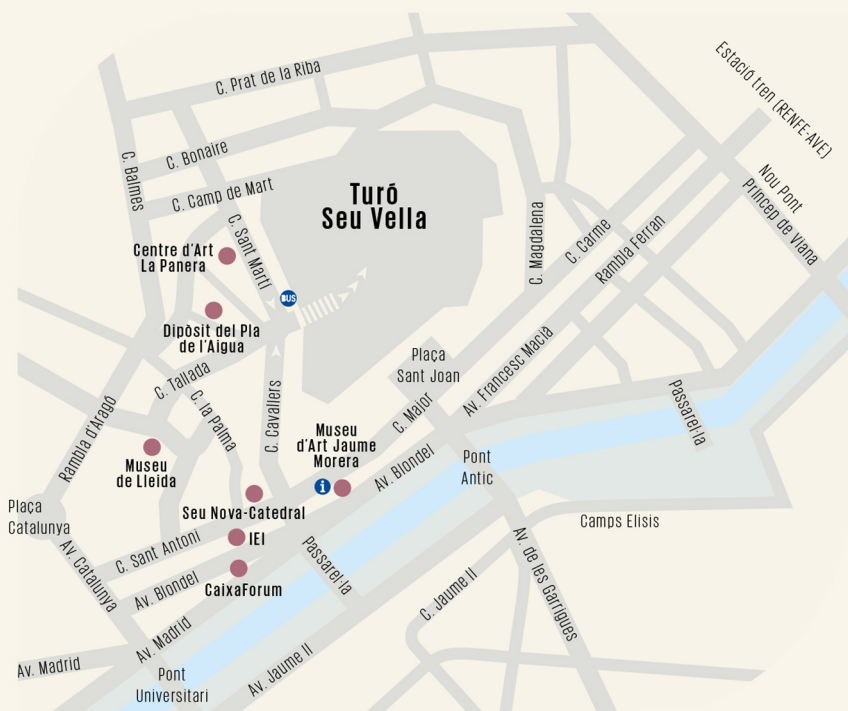 Estació tren (RENFE-AVE)
C. Prat de la Riba
C. Bonaire
C. Balmes
C. Camp de Mart
Turó
Seu Vella
Nou Pont
Príncep de Viana
C. Sant Martí
C. Magdalena
C. Carme
Rambla Ferran
Centre d'Art
La Panera
BUS
Dipòsit del Pla
de l'Aigua
Plaça
Sant Joan
Av. Francesc Macià
C. Tallada
C. la Palma
C. Cavallers
C. Major
Passarel·la
Rambla d'Aragó
Museu
d'Art Jaume
Morera
i
Av. Blondel
Pont
Antic
Museu
de Lleida
Plaça
Catalunya
Seu Nova-Catedral
IEI
C. Sant Antoni
Camps Elisis
Av. Catalunya
Av. Blondel
CaixaForum
Passarel·la
Av. de les Garrigues
C. Jaume II
Av. Madrid
Av. Madrid
Pont
Universitari
Av. Jaume II